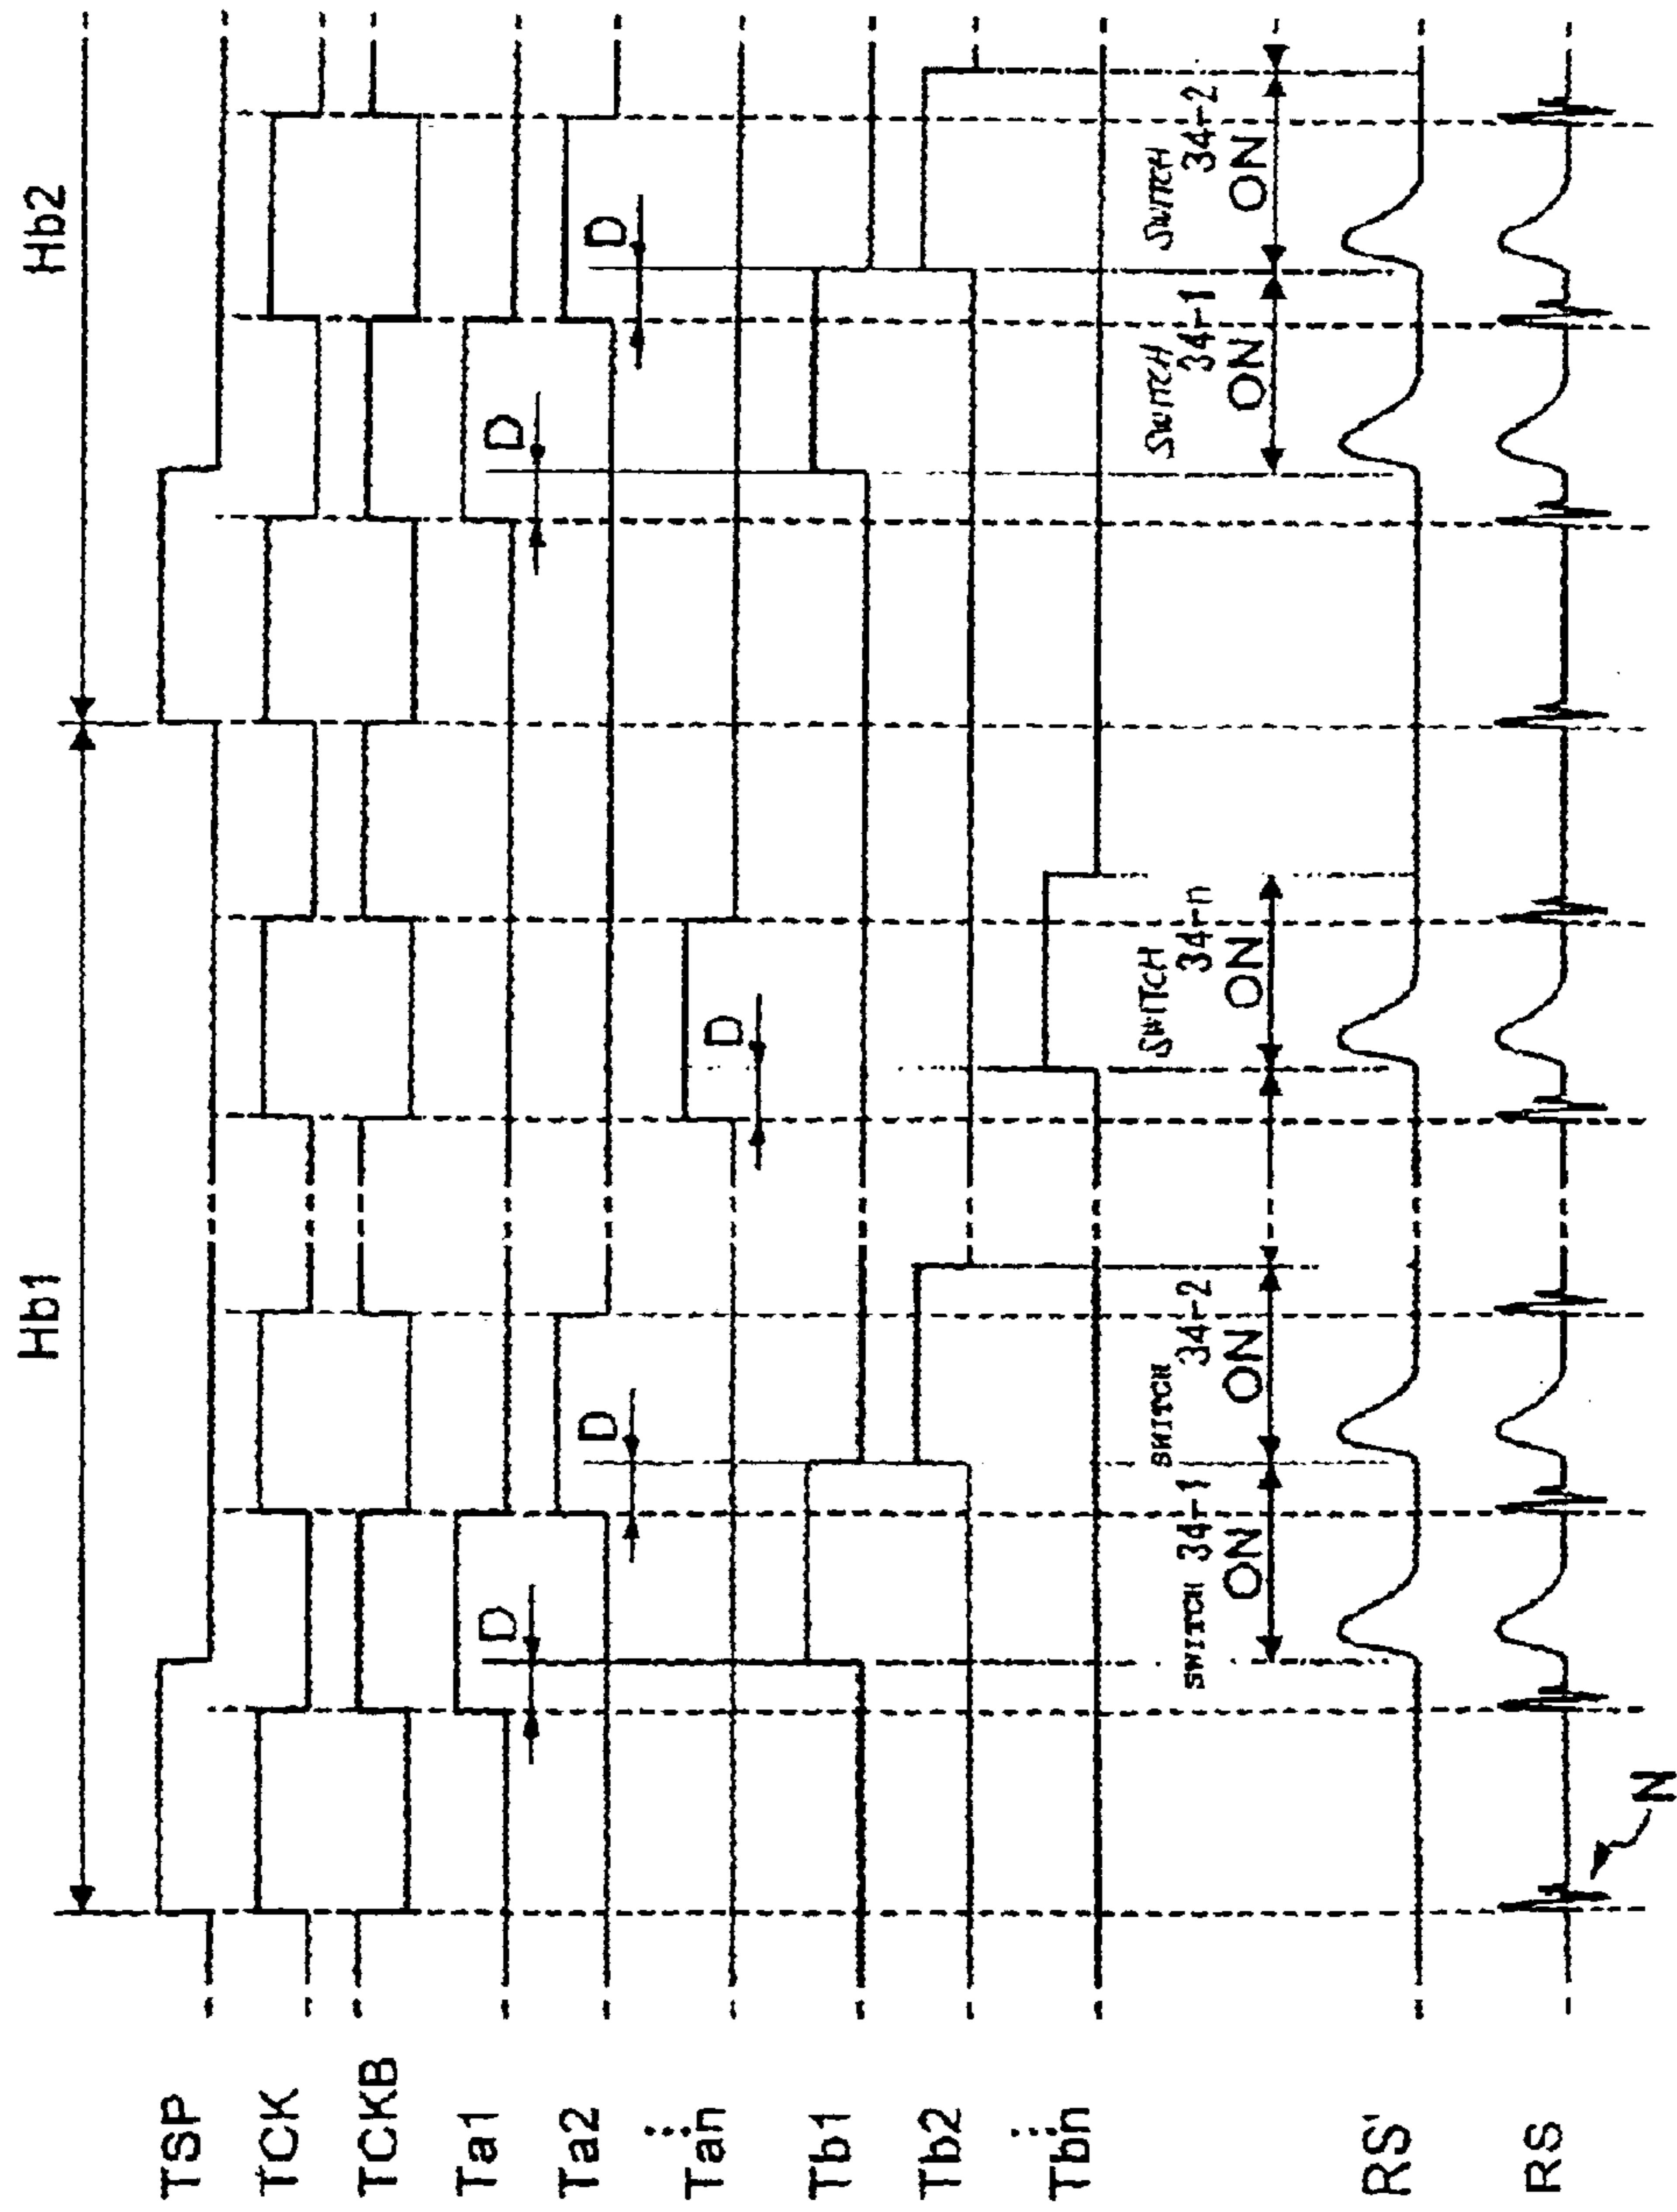 Hb1
Hb2
TSP
TCK
TCKB
Ta1
D
D
Ta2
D
D
⋮
Tan
D
Tb1
Tb2
⋮
Tbn
SWITCH 34-1
ON
SWITCH
34-2
ON
SWITCH
34-n
ON
SWITCH
34-1
ON
SWITCH
34-2
ON
RS'
RS
N